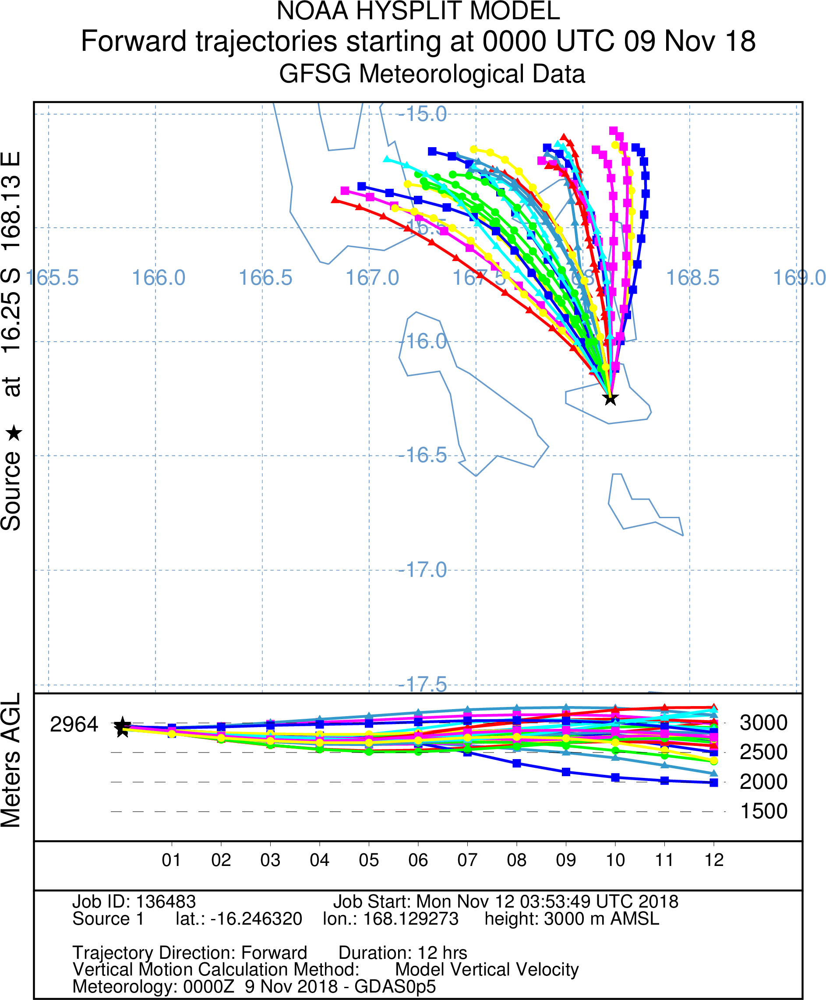 NOAA HYSPLIT MODEL
Forward trajectories starting at 0000 UTC 09 Nov 18
GFSG Meteorological Data
Source ★ at 16.25 S 168.13 E
-15.0
-15.5
165.5 166.0 166.5 167.0 167.5 168.5 169.0
-16.0
-16.5
-17.0
-17.5
Meters AGL
2964
3000
2500
2000
1500
01 02 03 04 05 06 07 08 09 10 11 12
Job ID: 136483 Job Start: Mon Nov 12 03:53:49 UTC 2018
Source 1 lat.: -16.246320 lon.: 168.129273 height: 3000 m AMSL
Trajectory Direction: Forward Duration: 12 hrs
Vertical Motion Calculation Method: Model Vertical Velocity
Meteorology: 0000Z 9 Nov 2018 - GDAS0p5